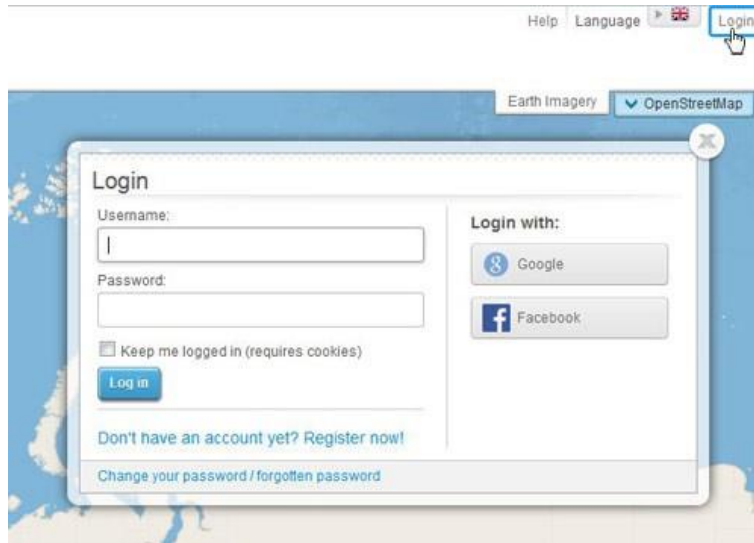 Help Language Login
Earth Imagery OpenStreetMap
Login
Username:
Login with:
Google
Password:
Facebook
Keep me logged in (requires cookies)
Log in
Don't have an account yet? Register now!
Change your password / forgotten password